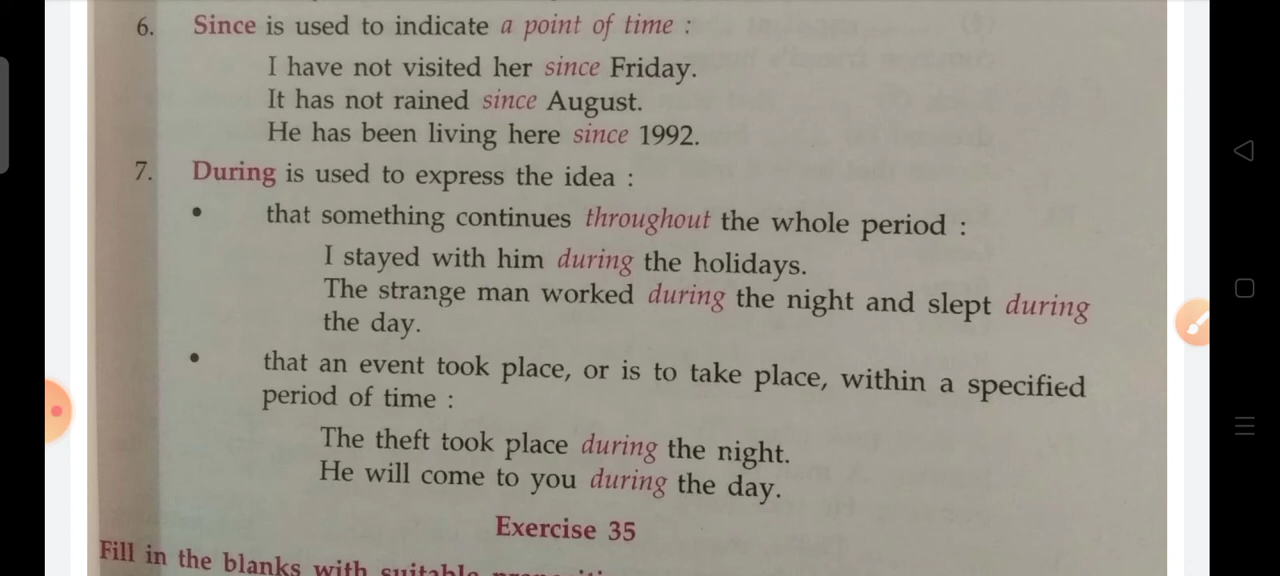 6. Since is used to indicate a point of time :
I have not visited her since Friday.
It has not rained since August.
He has been living here since 1992.
7. During is used to express the idea :
• that something continues throughout the whole period :
I stayed with him during the holidays.
The strange man worked during the night and slept during
the day.
• that an event took place, or is to take place, within a specified
period of time :
The theft took place during the night.
He will come to you during the day.
Exercise 35
Fill in the blanks with suitable